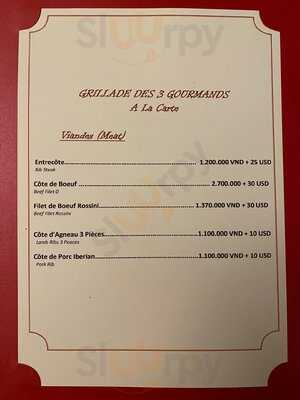 Sluurpy
GRILLADE DES 3 GOURMANDS
A La Carte
Viandes (Meat)
Entrecôte 1.200.000 VND + 25 USD
Rib Steak
Côte de Boeuf 2.700.000 + 30 USD
Beef Filet O
Filet de Boeuf Rossini 1.370.000 VND + 30 USD
Beef Filet Rossini
Côte d'Agneau 3 Pièces 1.100.000 VND + 10 USD
Lamb Ribs 3 Peaces
Côte de Porc Iberian 1.100.000 VND + 10 USD
Pork Rib
Sluurpy